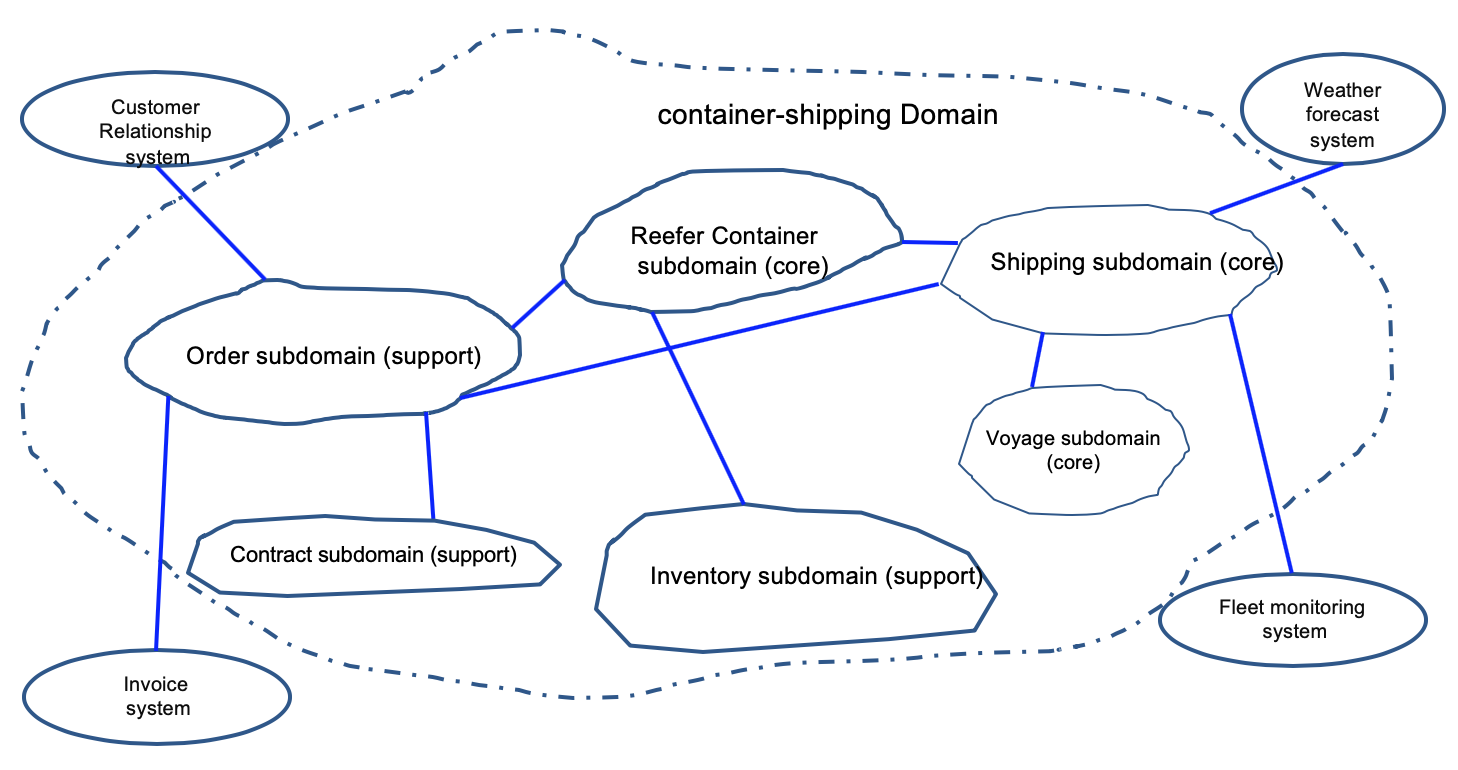 container-shipping Domain
Customer
Relationship
system
Weather
forecast
system
Reefer Container
subdomain (core)
Shipping subdomain (core)
Order subdomain (support)
Voyage subdomain
(core)
Contract subdomain (support)
Inventory subdomain (support)
Fleet monitoring
system
Invoice
system